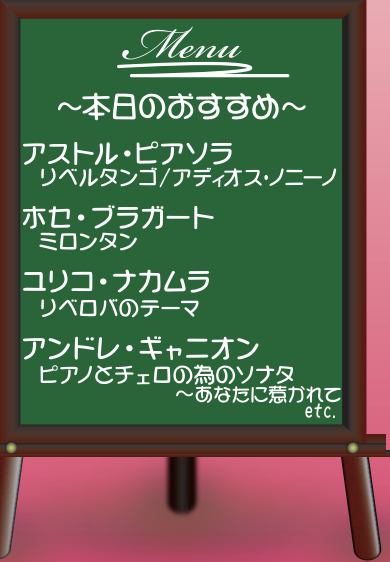 Menu
～本日のおすすめ～
アストル・ピアソラ
リベルタンゴ/アディオス・ノニーノ
ホセ・ブラガート
ミロンタン
ユリコ・ナカムラ
リベロバのテーマ
アンドレ・ギャニオン
ピアノとチェロの為のソナタ
～あなたに惹かれて
etc.